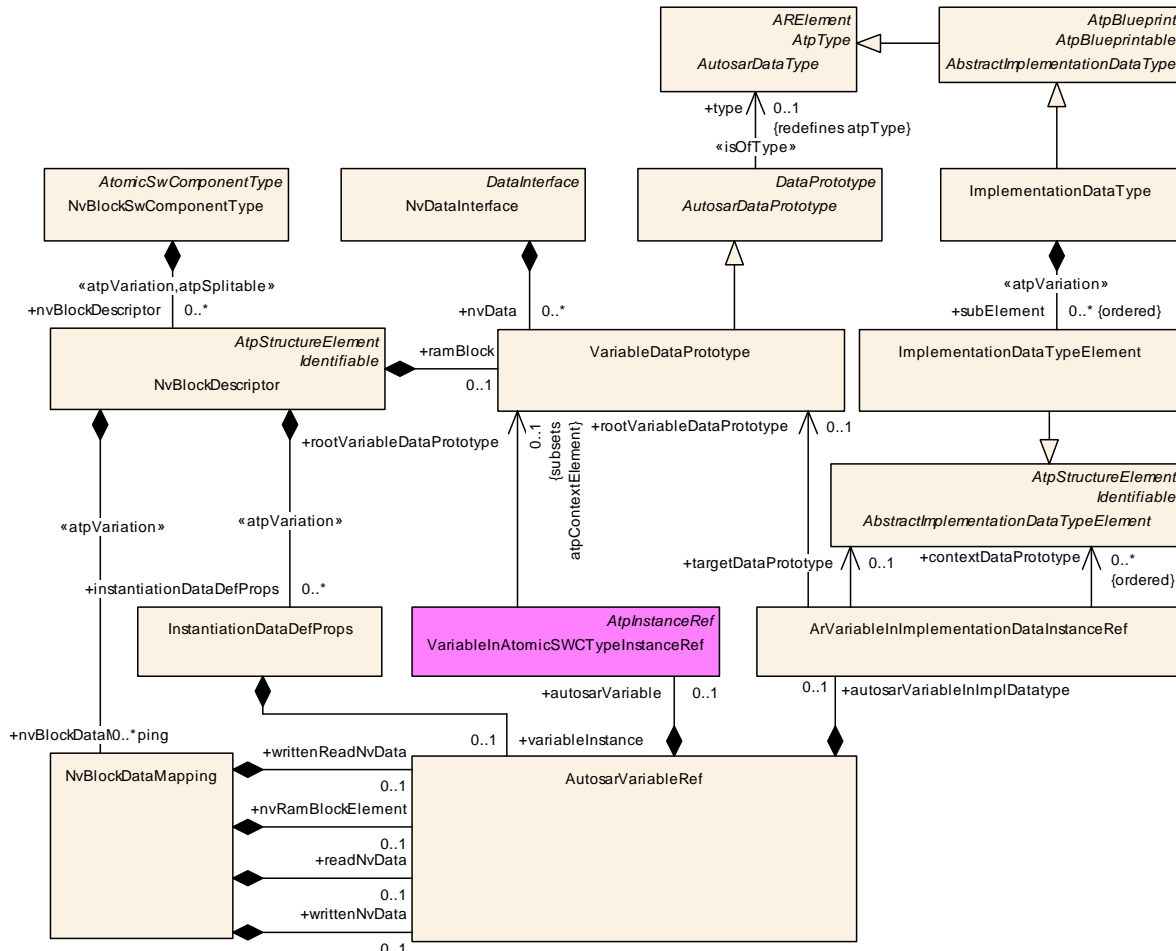 ARElement
AtpType
AutosarDataType
AtpBlueprint
AtpBlueprintable
AbstractImplementationDataType
+type
0..1
{redefines atpType}
«isOfType»
AtomicSwComponentType
NvBlockSwComponentType
DataInterface
NvDataInterface
DataPrototype
AutosarDataPrototype
ImplementationDataType
«atpVariation,atpSplitable»
+nvBlockDescriptor
0..*
+nvData
0..*
«atpVariation»
+subElement
0..* {ordered}
AtpStructureElement
Identifiable
NvBlockDescriptor
+ramBlock
0..1
VariableDataPrototype
ImplementationDataTypeElement
+rootVariableDataPrototype
0..1
{subsets
atpContextElement}
+rootVariableDataPrototype
0..1
AtpStructureElement
Identifiable
AbstractImplementationDataTypeElement
«atpVariation»
«atpVariation»
+targetDataPrototype
0..1
+contextDataPrototype
0..*
{ordered}
+instantiationDataDefProps
0..*
InstantiationDataDefProps
AtpInstanceRef
VariableInAtomicSWCTypeInstanceRef
ArVariableInImplementationDataInstanceRef
+autosarVariable
0..1
0..1
+autosarVariableInImplDatatype
+nvBlockData
0..*
ping
0..1
+variableInstance
NvBlockDataMapping
+writtenReadNvData
0..1
AutosarVariableRef
+nvRamBlockElement
0..1
+readNvData
0..1
+writtenNvData
0..1